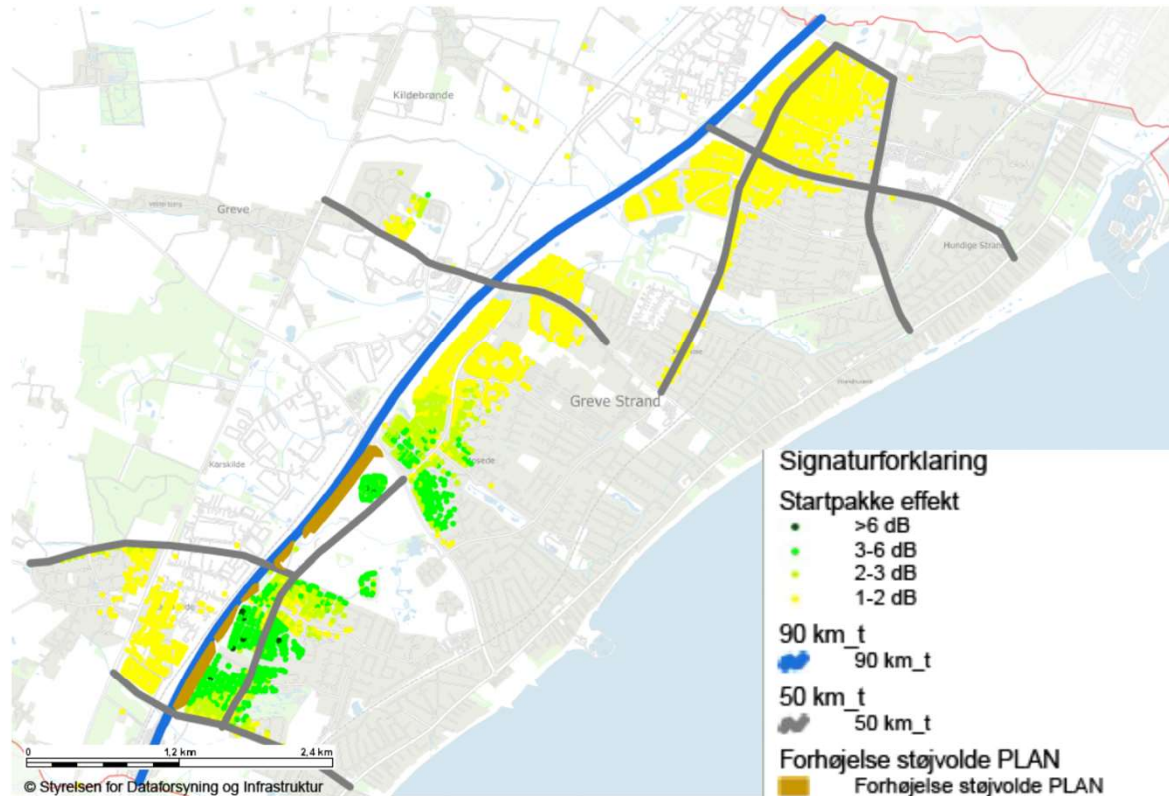 Kildebrønde
Greve
Hundige Strand
Greve Strand
Karskilde
Signaturforklaring
Startpakke effekt
>6 dB
3-6 dB
2-3 dB
1-2 dB
90 km_t
90 km_t
50 km_t
50 km_t
Forhøjelse støjvolde PLAN
Forhøjelse støjvolde PLAN
0 1,2 km 2,4 km
© Styrelsen for Dataforsyning og Infrastruktur